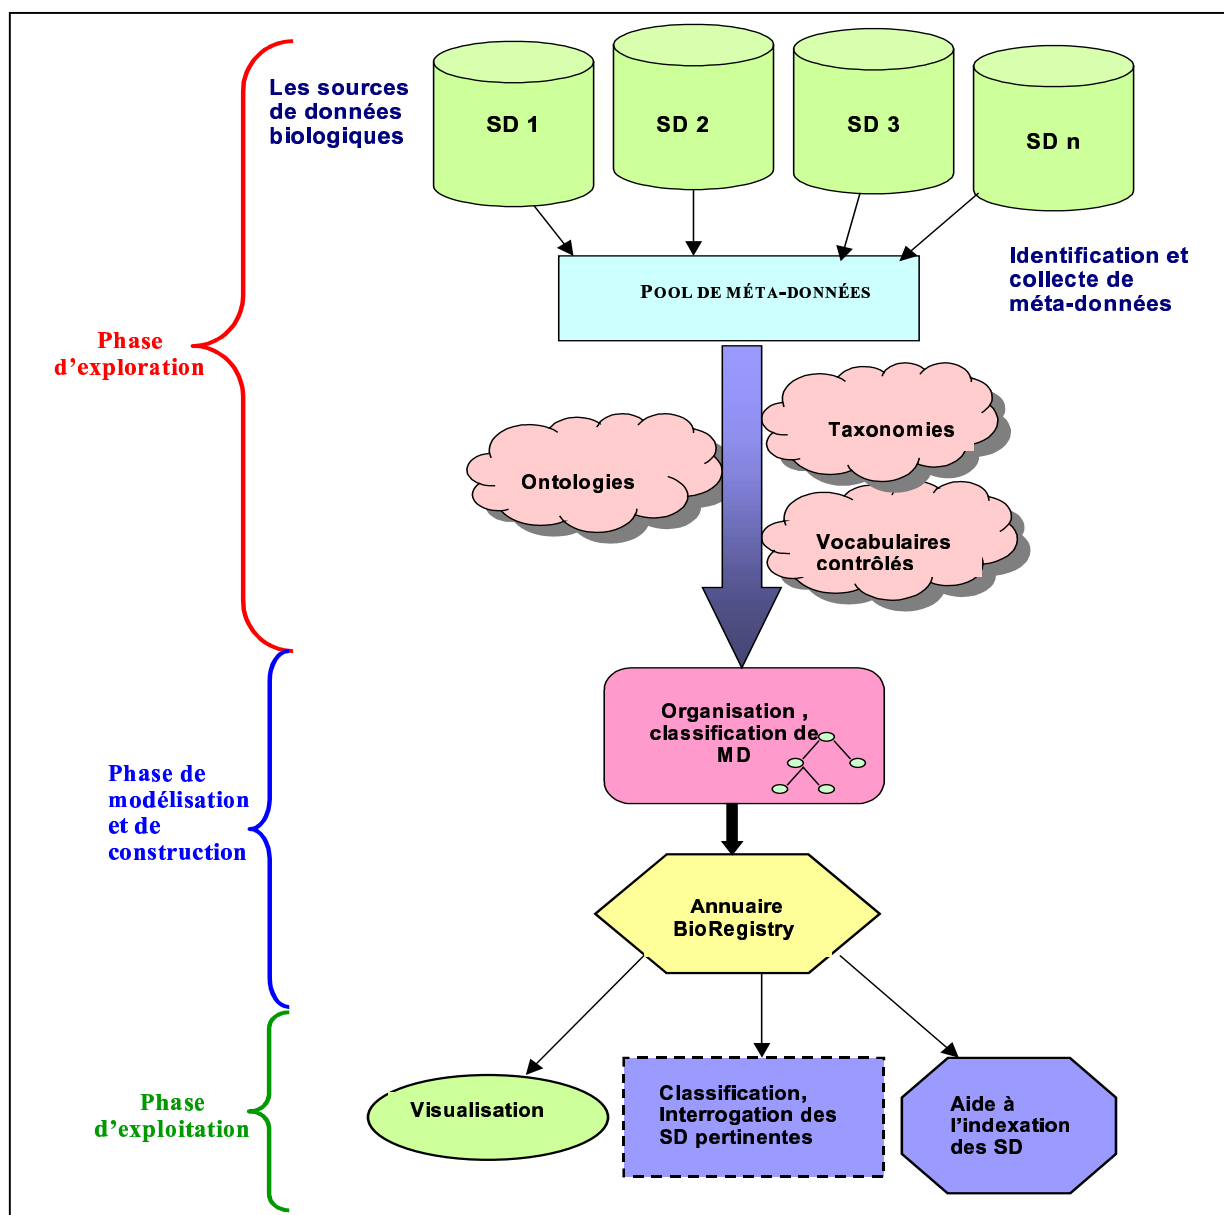 Les sources
de données
biologiques
SD 1
SD 2
SD 3
SD n
Identification et
collecte de
méta-données
POOL DE MÉTA-DONNÉES
Phase
d’exploration
Taxonomies
Ontologies
Vocabulaires
contrôlés
Organisation ,
classification de
MD
Phase de
modélisation
et de
construction
Annuaire
BioRegistry
Phase
d’exploitation
Visualisation
Classification,
Interrogation des
SD pertinentes
Aide à
l’indexation
des SD